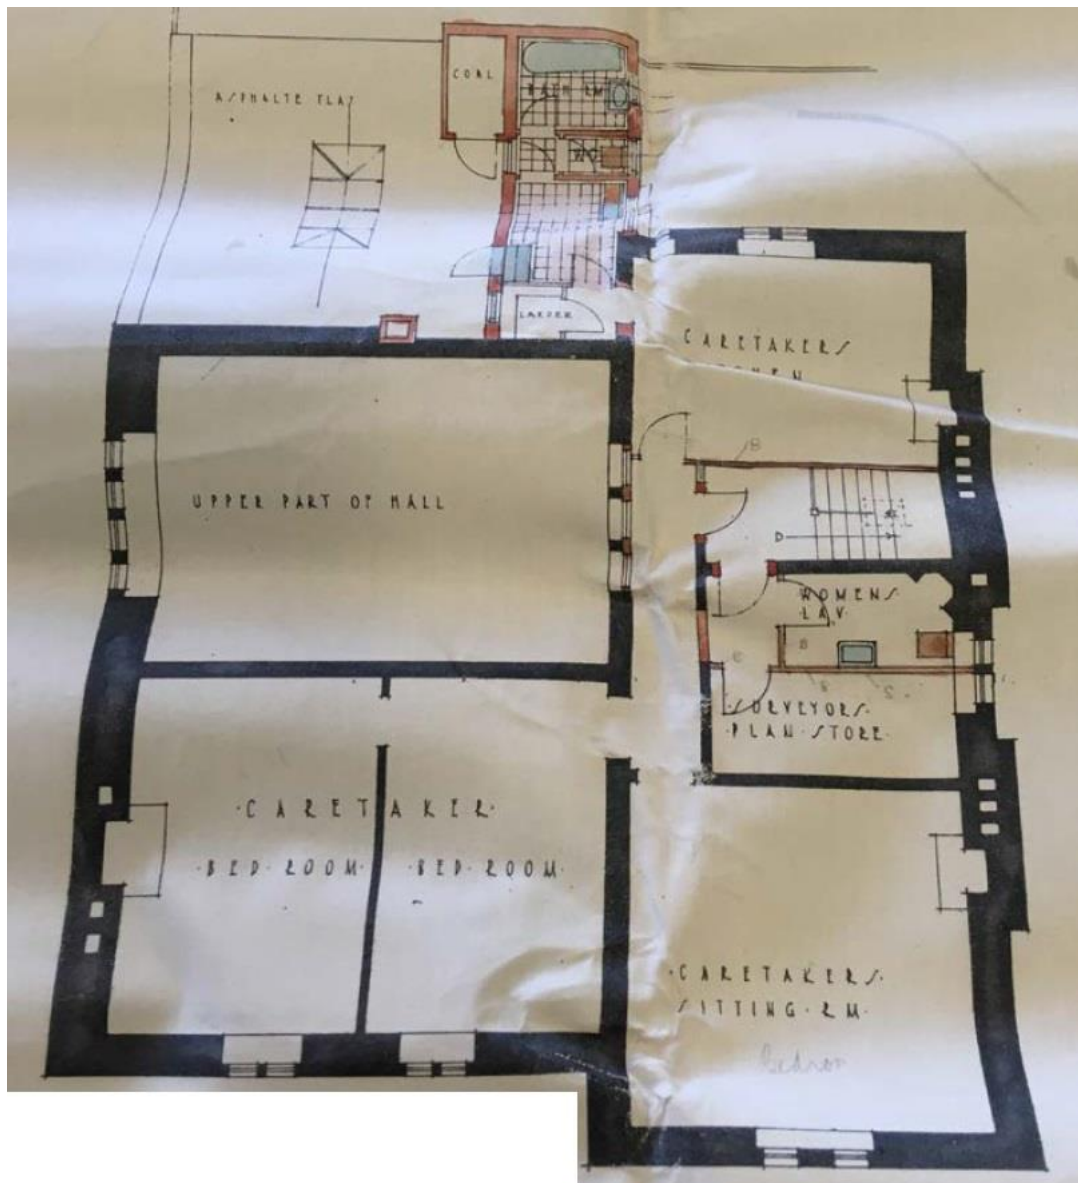 COAL
BATH RM
ASPHALTE FLAT
W.C
LARDER
CARETAKERS
UPPER PART OF HALL
B
D
WOMENS
LAV.
B
SURVEYORS.
.PLAN.STORE.
.CARETAKER.
.BED.ROOM. .BED.ROOM.
.CARETAKERS.
SITTING.RM.